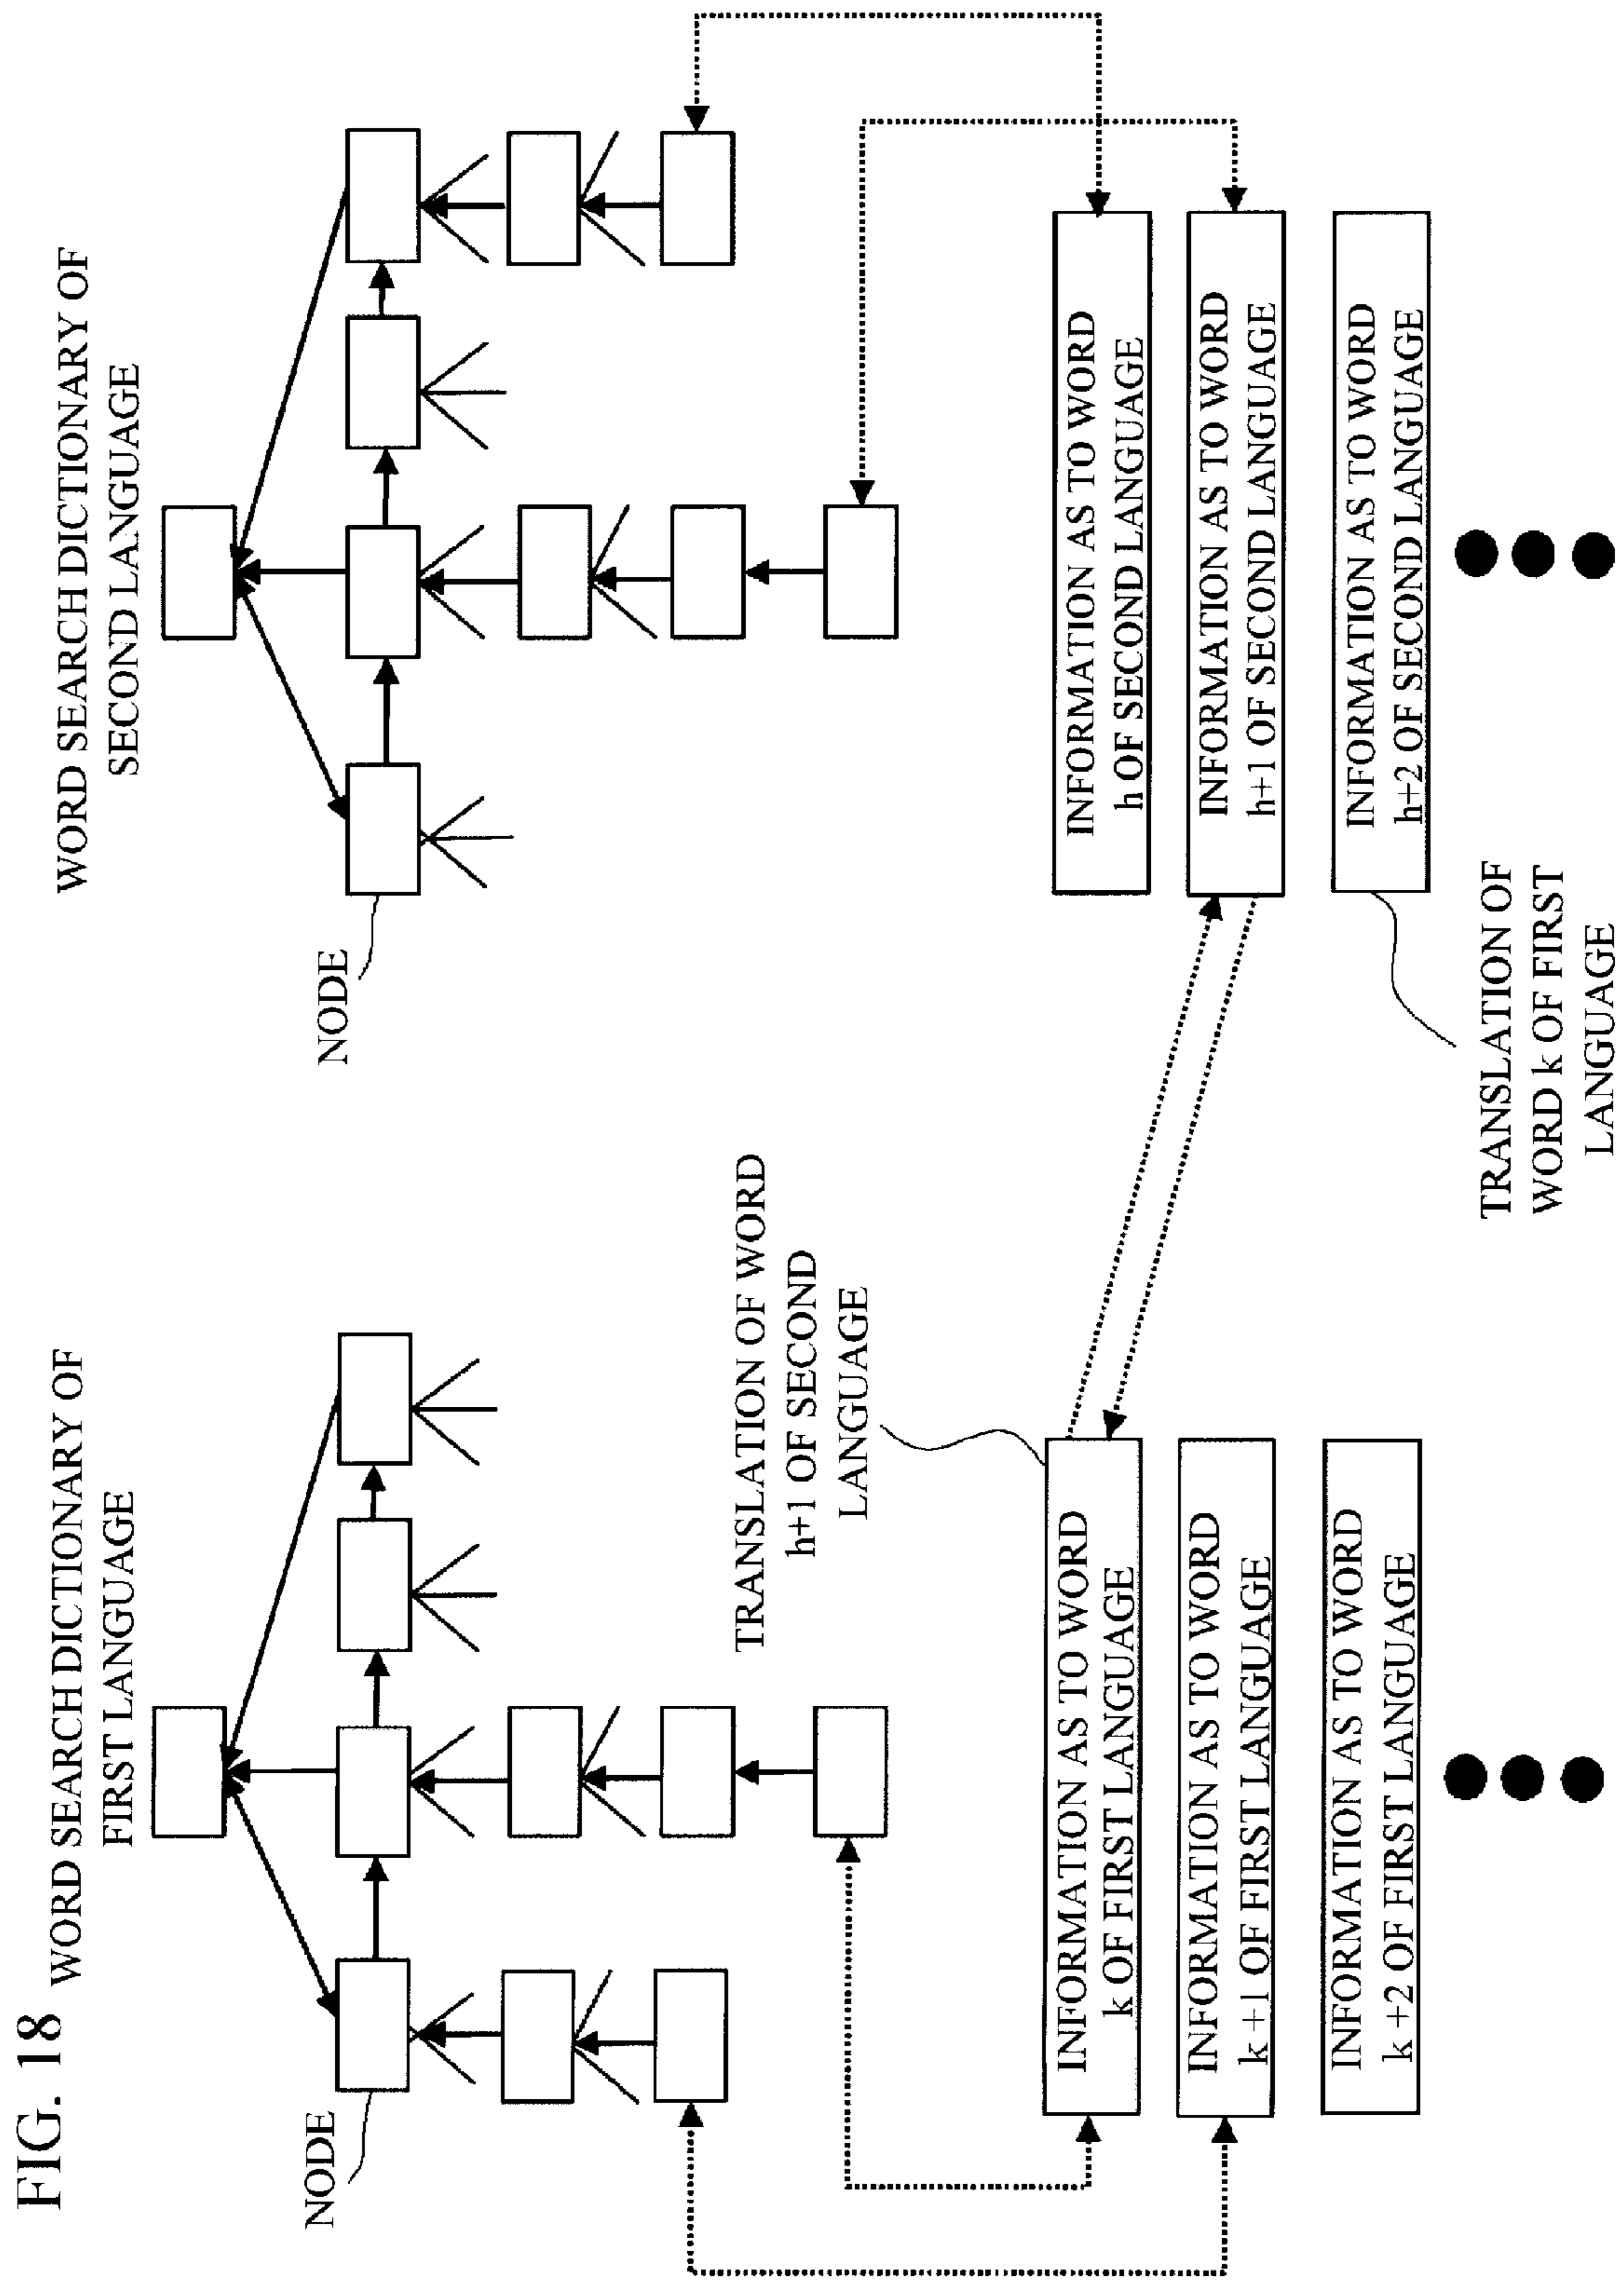 FIG. 18
WORD SEARCH DICTIONARY OF
FIRST LANGUAGE
WORD SEARCH DICTIONARY OF
SECOND LANGUAGE
NODE
NODE
TRANSLATION OF WORD
h+1 OF SECOND
LANGUAGE
INFORMATION AS TO WORD
k OF FIRST LANGUAGE
INFORMATION AS TO WORD
k +1 OF FIRST LANGUAGE
INFORMATION AS TO WORD
k +2 OF FIRST LANGUAGE
INFORMATION AS TO WORD
h OF SECOND LANGUAGE
INFORMATION AS TO WORD
h+1 OF SECOND LANGUAGE
INFORMATION AS TO WORD
h+2 OF SECOND LANGUAGE
TRANSLATION OF
WORD k OF FIRST
LANGUAGE